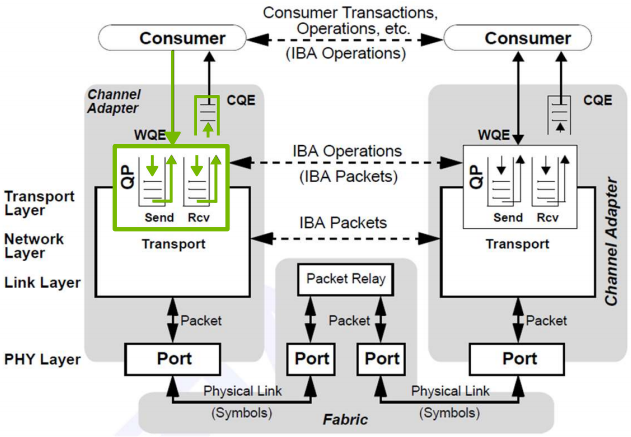 Consumer Transactions,
Operations, etc.
(IBA Operations)
Consumer
Consumer
Channel
Adapter
CQE
WQE
CQE
WQE
QP
Send
Rcv
IBA Operations
(IBA Packets)
QP
Send
Rcv
Transport
Layer
Network
Layer
Link Layer
PHY Layer
Transport
IBA Packets
Transport
Channel Adapter
Packet Relay
Packet
Packet
Packet
Port
Port
Port
Port
Physical Link
(Symbols)
Physical Link
(Symbols)
Fabric